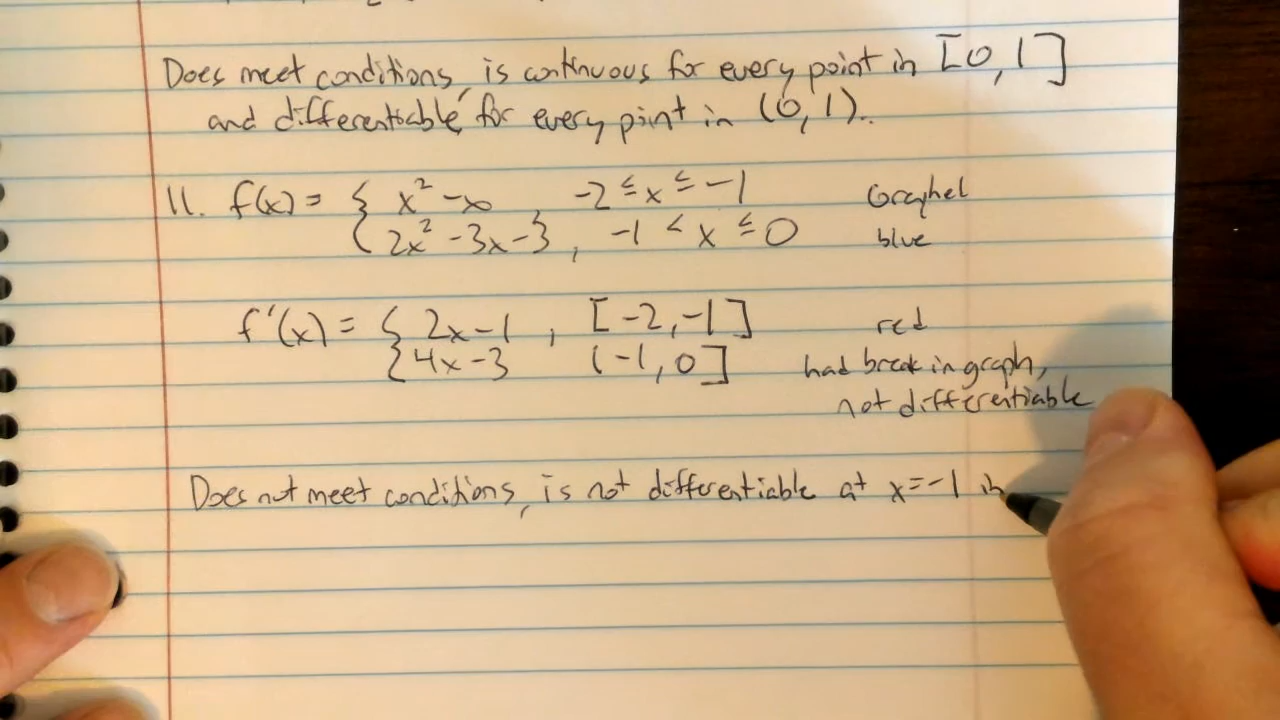 Does meet conditions, is continuous for every point in [0,1]
and differentiable for every point in (0,1).
11. f(x) = { x² - x , -2 ≤ x ≤ -1 Graphed
{ 2x² - 3x - 3 , -1 < x ≤ 0 blue
f'(x) = { 2x - 1 , [-2,-1] red
{ 4x - 3 (-1,0] had break in graph,
not differentiable
Does not meet conditions, is not differentiable at x = -1 in